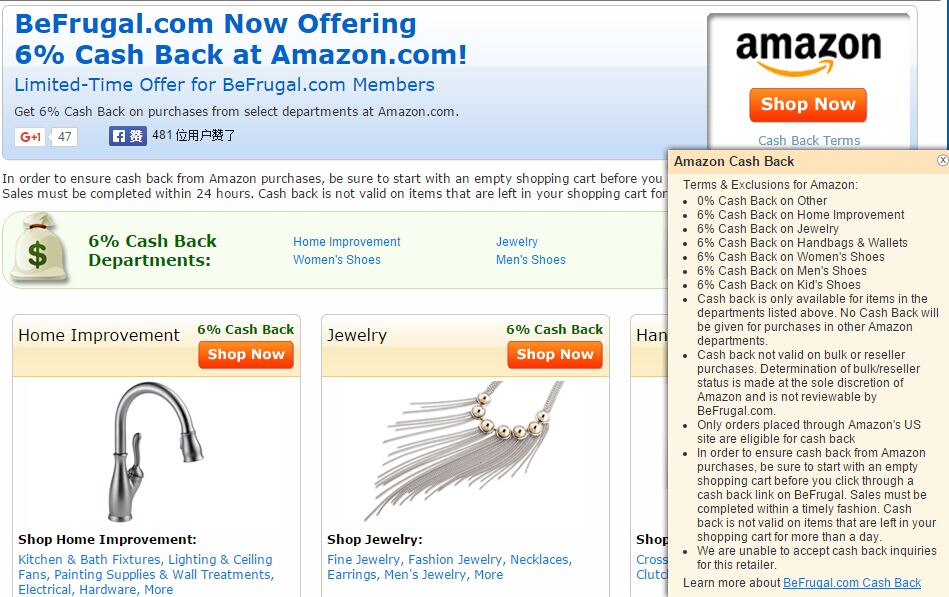 BeFrugal.com Now Offering
6% Cash Back at Amazon.com!
Limited-Time Offer for BeFrugal.com Members
Get 6% Cash Back on purchases from select departments at Amazon.com.
G+1 47 赞 481 位用户赞了
amazon
Shop Now
Cash Back Terms
In order to ensure cash back from Amazon purchases, be sure to start with an empty shopping cart before you
Sales must be completed within 24 hours. Cash back is not valid on items that are left in your shopping cart for
6% Cash Back
Departments:
Home Improvement
Jewelry
Women's Shoes
Men's Shoes
Home Improvement
6% Cash Back
Shop Now
Shop Home Improvement:
Kitchen & Bath Fixtures, Lighting & Ceiling
Fans, Painting Supplies & Wall Treatments,
Electrical, Hardware, More
Jewelry
6% Cash Back
Shop Now
Shop Jewelry:
Fine Jewelry, Fashion Jewelry, Necklaces,
Earrings, Men's Jewelry, More
Han
Shop
Cross
Clutc
Amazon Cash Back
Terms & Exclusions for Amazon:
0% Cash Back on Other
6% Cash Back on Home Improvement
6% Cash Back on Jewelry
6% Cash Back on Handbags & Wallets
6% Cash Back on Women's Shoes
6% Cash Back on Men's Shoes
6% Cash Back on Kid's Shoes
Cash back is only available for items in the
departments listed above. No Cash Back will
be given for purchases in other Amazon
departments.
Cash back not valid on bulk or reseller
purchases. Determination of bulk/reseller
status is made at the sole discretion of
Amazon and is not reviewable by
BeFrugal.com.
Only orders placed through Amazon's US
site are eligible for cash back
In order to ensure cash back from Amazon
purchases, be sure to start with an empty
shopping cart before you click through a
cash back link on BeFrugal. Sales must be
completed within a timely fashion. Cash
back is not valid on items that are left in your
shopping cart for more than a day.
We are unable to accept cash back inquiries
for this retailer.
Learn more about BeFrugal.com Cash Back